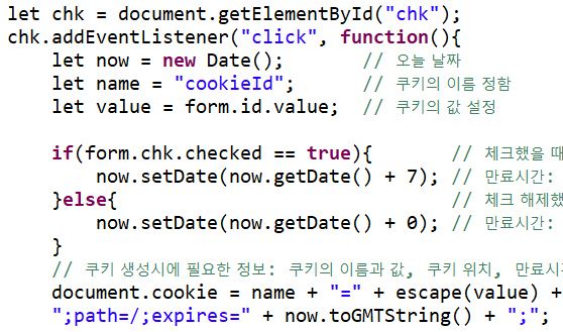 let chk = document.getElementById("chk");
chk.addEventListener("click", function(){
let now = new Date(); // 오늘 날짜
let name = "cookieId"; // 쿠키의 이름 정함
let value = form.id.value; // 쿠키의 값 설정
if(form.chk.checked == true){ // 체크했을 때
now.setDate(now.getDate() + 7); // 만료시간:
}else{ // 체크 해제했
now.setDate(now.getDate() + 0); // 만료시간:
}
// 쿠키 생성시에 필요한 정보: 쿠키의 이름과 값, 쿠키 위치, 만료시
document.cookie = name + "=" + escape(value) +
";path=/;expires=" + now.toGMTString() + ";";